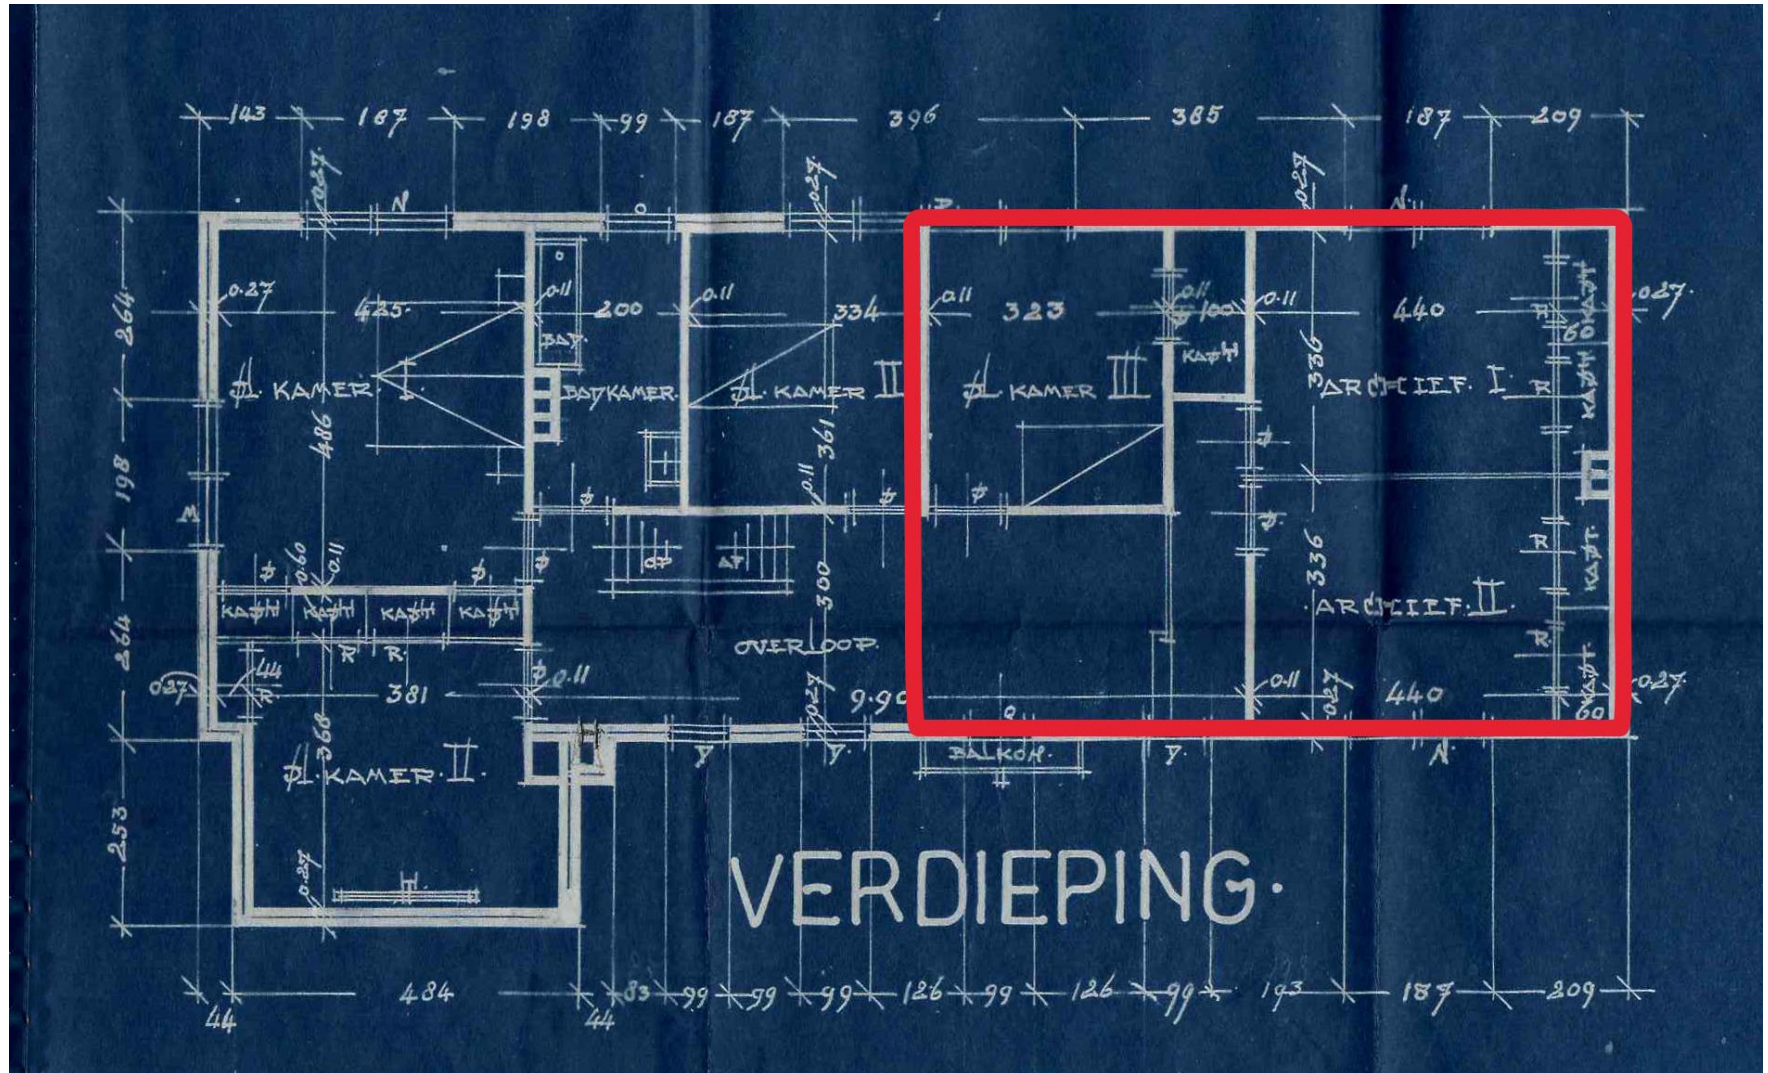 143 187 198 99 187 396 385 187 209
0.27 0.27 0.27
N O P. N.
264 198 264 253
0.27 425. 0.11 200 0.11 334 0.11 323 0.11 100 0.11 440 0.27.
BAD.
SL. KAMER I BADKAMER. SL. KAMER II SL KAMER III KAST ARCHIEF. I.
486 361 0.11 336
R 60 KAST
R KAST
M
0.60 0.11
OP AF
KAST KAST KAST KAST
R R
300 336
R KAST.
OVERLOOP. ARCHIEF. II.
R KAST.
0.27 44 R 381 0.11 0.27 9.90 0.11 0.27 440 0.27
60
368
SL. KAMER. II.
V V. BALKON. V. N.
0.27
VERDIEPING.
484 83 99 99 99 126 99 126 99 193 187 209
44 44